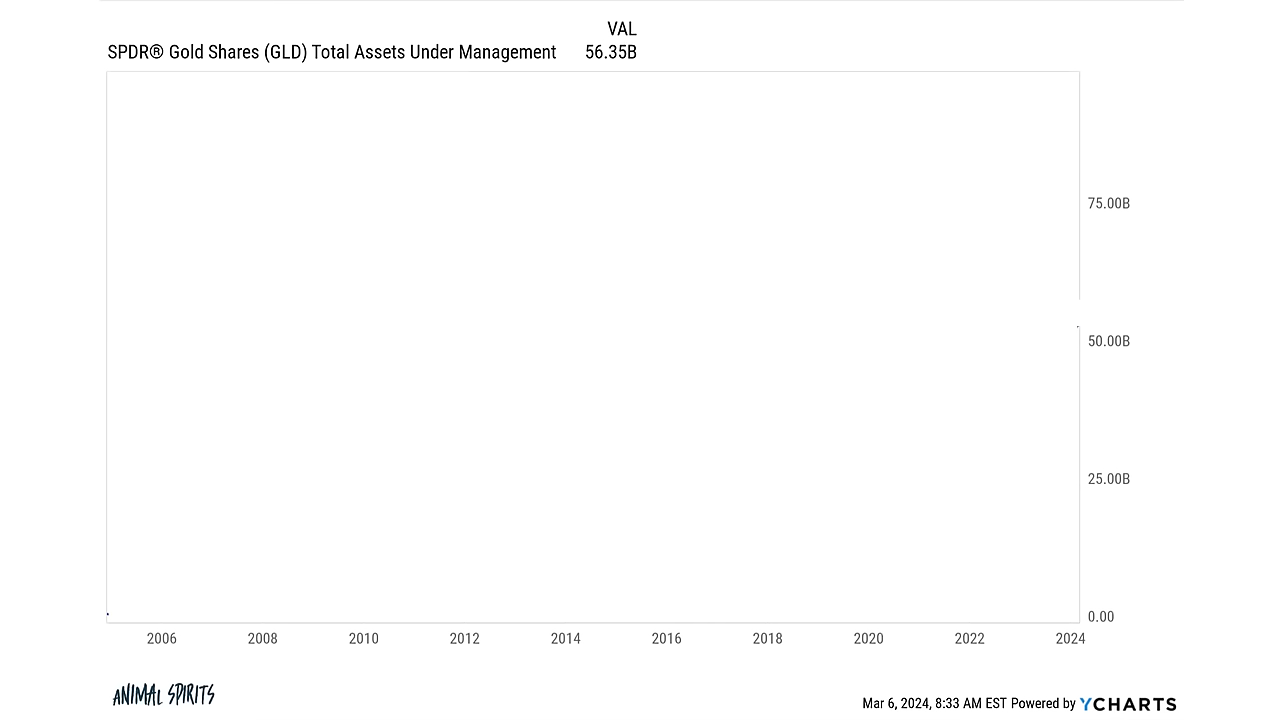 VAL
SPDR® Gold Shares (GLD) Total Assets Under Management 56.35B
75.00B
50.00B
25.00B
0.00
2006 2008 2010 2012 2014 2016 2018 2020 2022 2024
ANIMAL SPIRITS
Mar 6, 2024, 8:33 AM EST Powered by YCHARTS